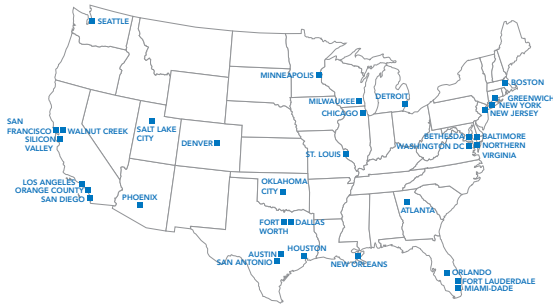 SEATTLE
MINNEAPOLIS
BOSTON
MILWAUKEE
DETROIT
GREENWICH
NEW YORK
CHICAGO
NEW JERSEY
SAN
FRANCISCO
WALNUT CREEK
SILICON
VALLEY
SALT LAKE
CITY
DENVER
ST. LOUIS
BETHESDA
BALTIMORE
WASHINGTON DC
NORTHERN
VIRGINIA
LOS ANGELES
ORANGE COUNTY
SAN DIEGO
PHOENIX
OKLAHOMA
CITY
ATLANTA
FORT
WORTH
DALLAS
AUSTIN
SAN ANTONIO
HOUSTON
NEW ORLEANS
ORLANDO
FORT LAUDERDALE
MIAMI-DADE